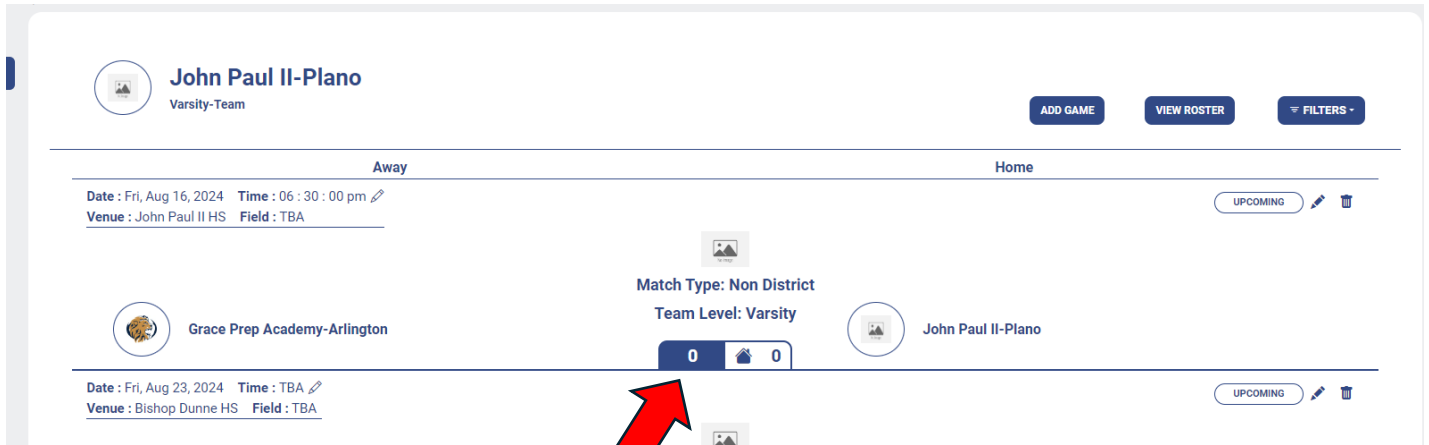 John Paul II-Plano
Varsity-Team
ADD GAME VIEW ROSTER FILTERS
Away Home
Date : Fri, Aug 16, 2024 Time : 06 : 30 : 00 pm
UPCOMING
Venue : John Paul II HS Field : TBA
Match Type: Non District
Team Level: Varsity
Grace Prep Academy-Arlington
John Paul II-Plano
0 0
Date : Fri, Aug 23, 2024 Time : TBA
UPCOMING
Venue : Bishop Dunne HS Field : TBA